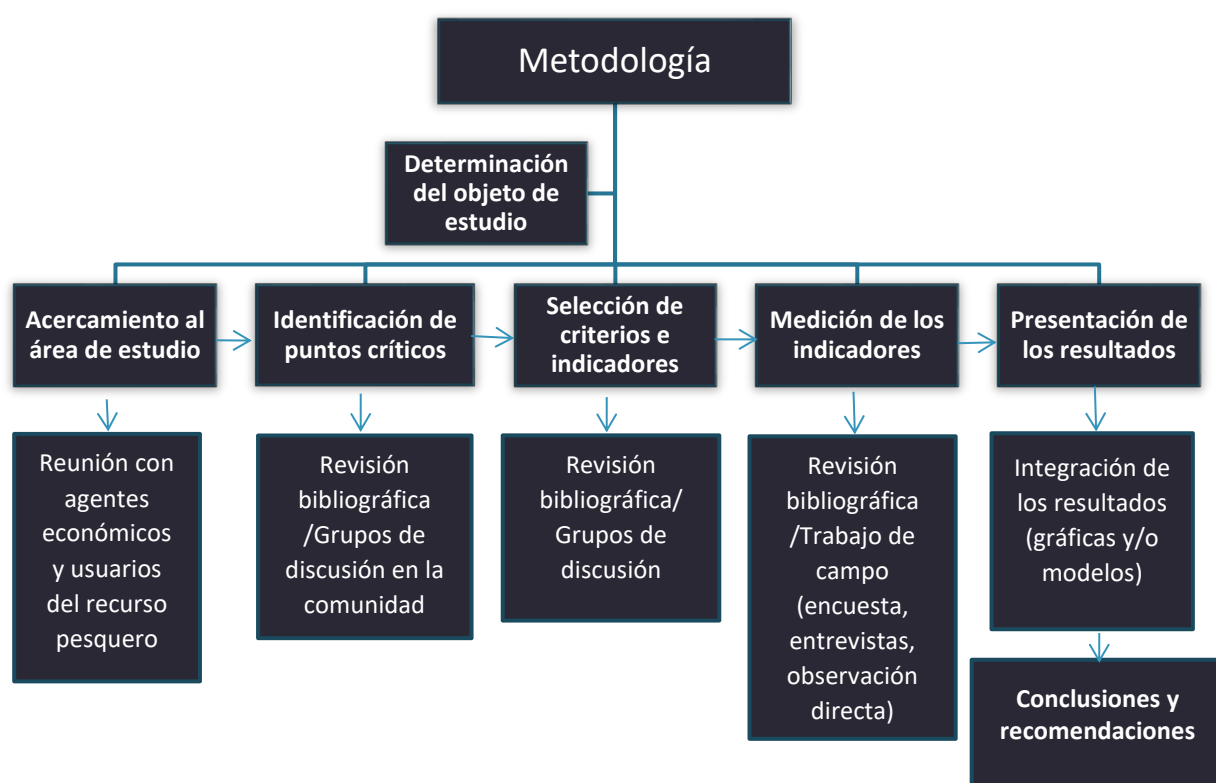 Metodología
Determinación
del objeto de
estudio
Acercamiento al
área de estudio
Identificación de
puntos críticos
Selección de
criterios e
indicadores
Medición de los
indicadores
Presentación de
los resultados
Reunión con
agentes
económicos
y usuarios
del recurso
pesquero
Revisión
bibliográfica
/Grupos de
discusión en la
comunidad
Revisión
bibliográfica/
Grupos de
discusión
Revisión
bibliográfica
/Trabajo de
campo
(encuesta,
entrevistas,
observación
directa)
Integración de
los resultados
(gráficas y/o
modelos)
Conclusiones y
recomendaciones